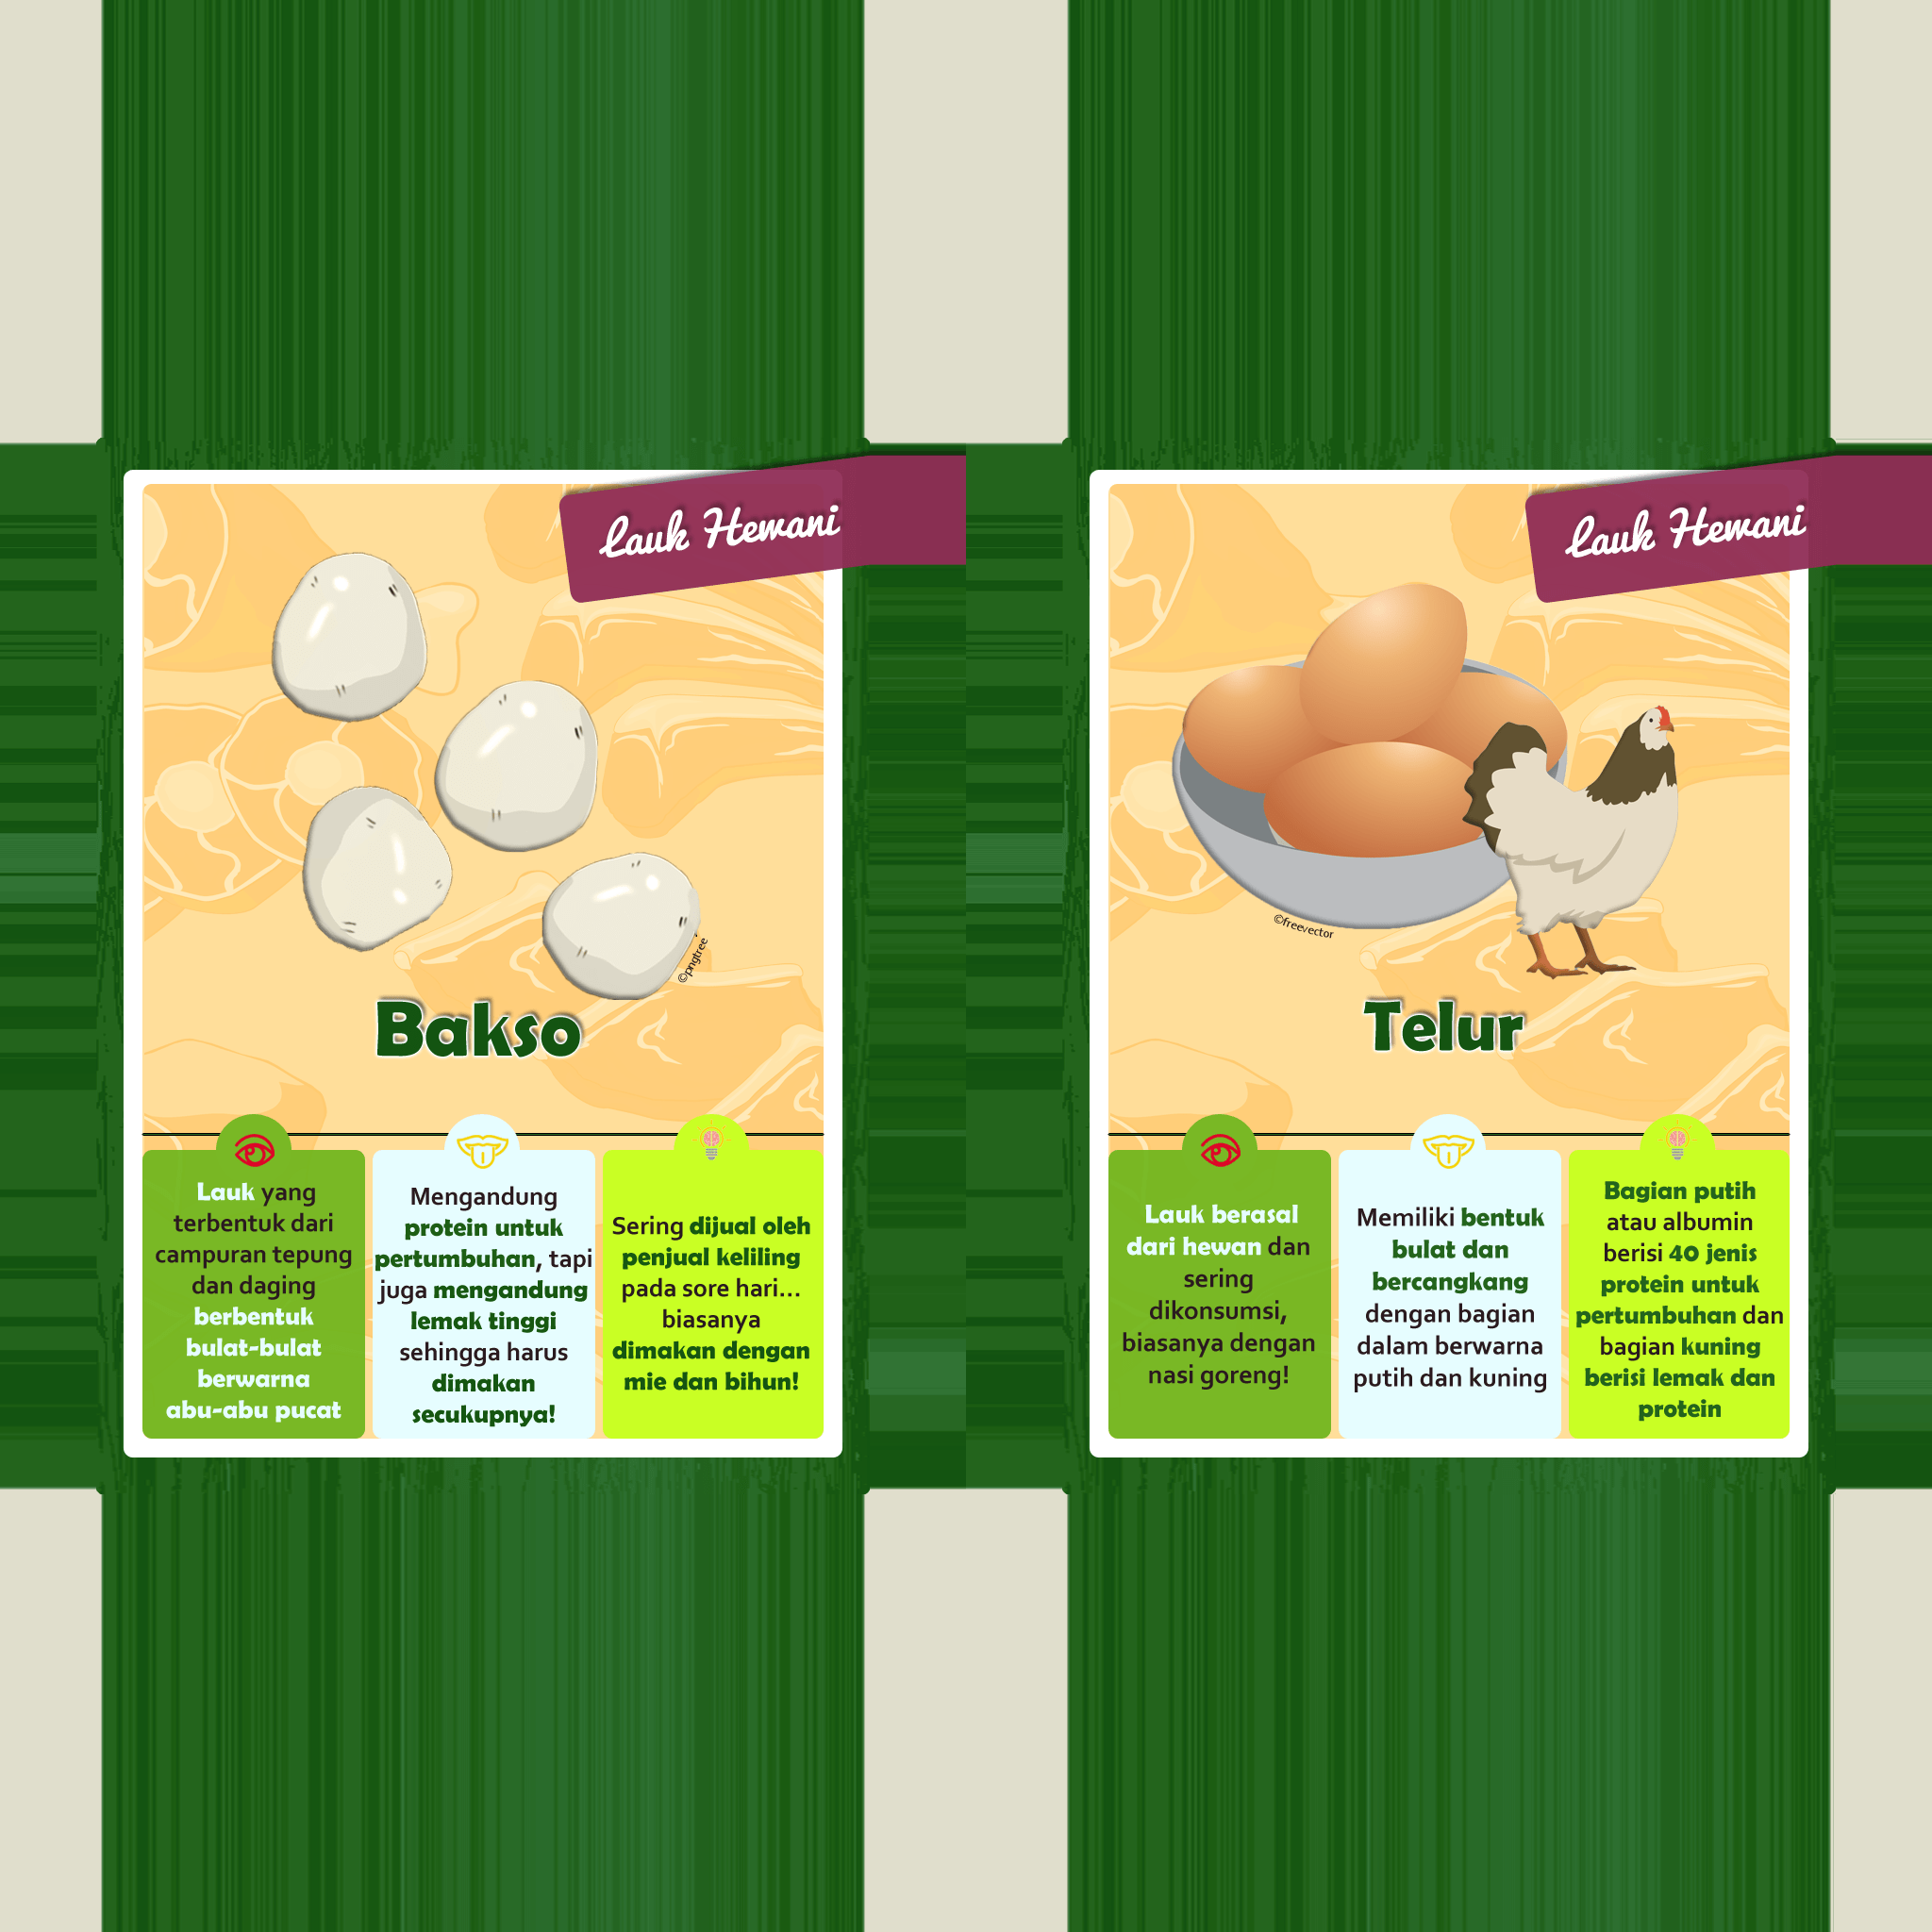 Lauk Hewani
©pngtree
Bakso
Lauk yang
terbentuk dari
campuran tepung
dan daging
berbentuk
bulat-bulat
berwarna
abu-abu pucat
Mengandung
protein untuk
pertumbuhan, tapi
juga mengandung
lemak tinggi
sehingga harus
dimakan
secukupnya!
Sering dijual oleh
penjual keliling
pada sore hari...
biasanya
dimakan dengan
mie dan bihun!
Lauk Hewani
©freevector
Telur
Lauk berasal
dari hewan dan
sering
dikonsumsi,
biasanya dengan
nasi goreng!
Memiliki bentuk
bulat dan
bercangkang
dengan bagian
dalam berwarna
putih dan kuning
Bagian putih
atau albumin
berisi 40 jenis
protein untuk
pertumbuhan dan
bagian kuning
berisi lemak dan
protein